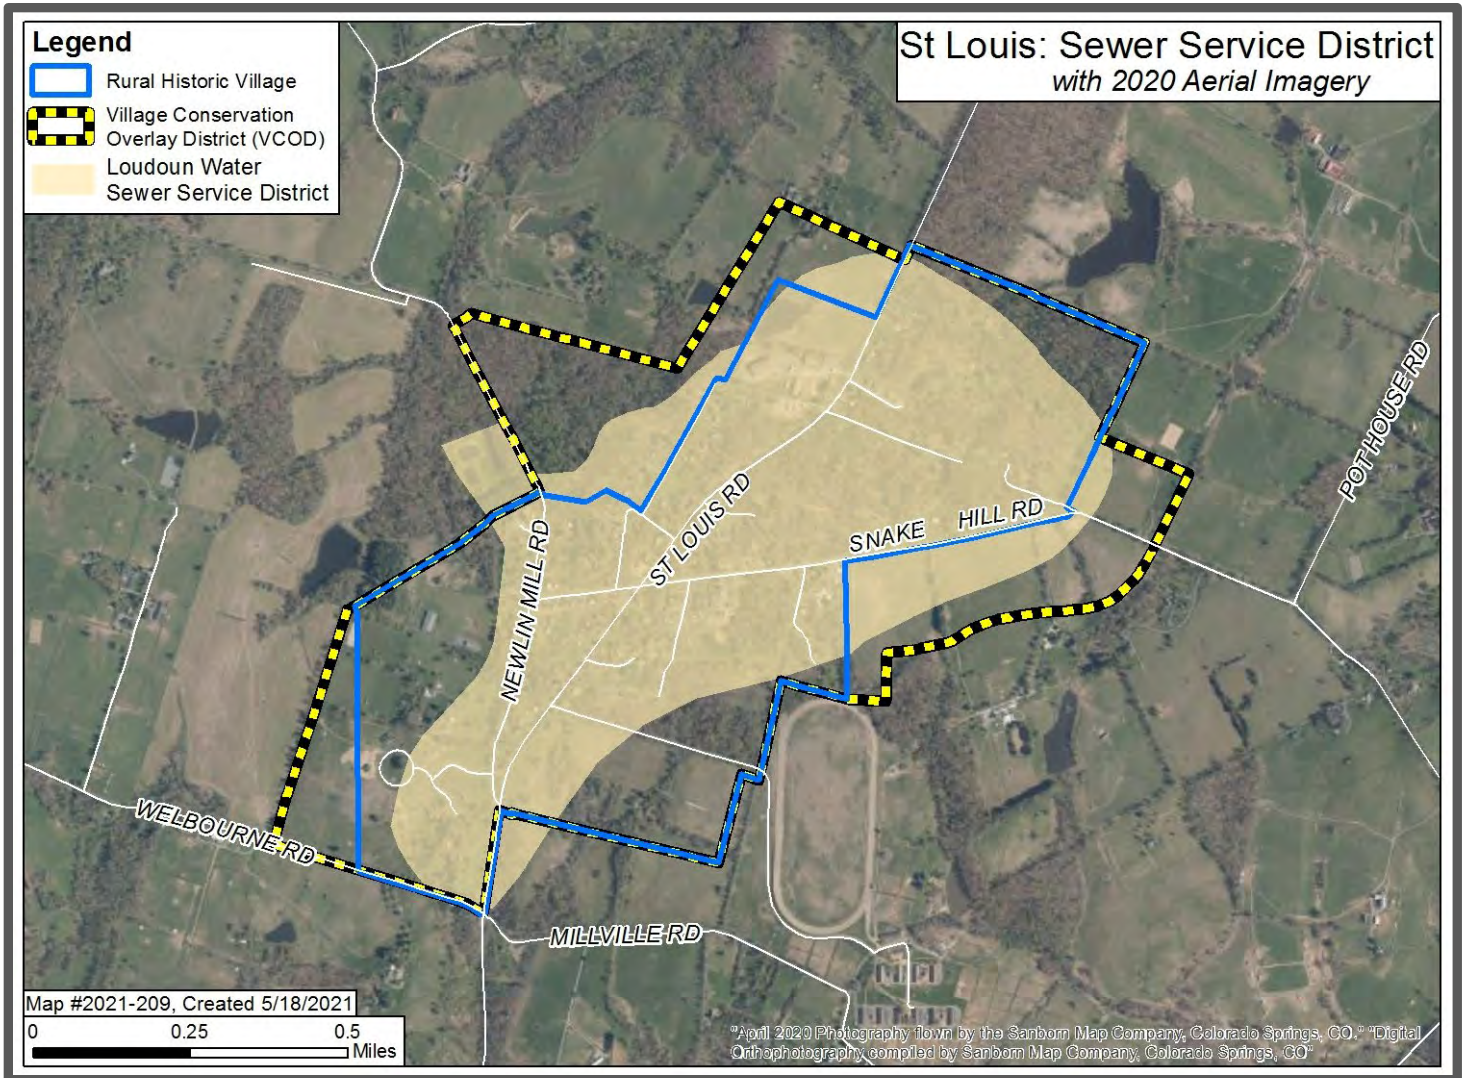 Legend
Rural Historic Village
Village Conservation
Overlay District (VCOD)
Loudoun Water
Sewer Service District
St Louis: Sewer Service District
with 2020 Aerial Imagery
POT HOUSE RD
ST LOUIS RD
SNAKE HILL RD
NEWLIN MILL RD
WELBOURNE RD
MILLVILLE RD
Map #2021-209, Created 5/18/2021
0 0.25 0.5
Miles
"April 2020 Photography flown by the Sanborn Map Company, Colorado Springs, CO." "Digital
Orthophotography compiled by Sanborn Map Company, Colorado Springs, CO"